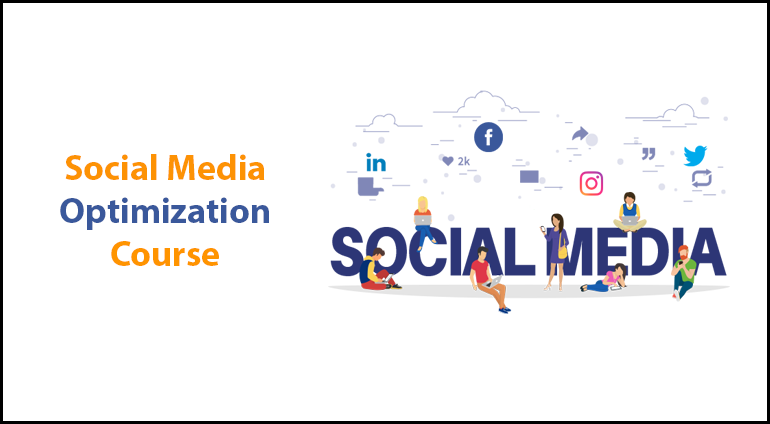 Social Media
Optimization
Course
in
f
2k
SOCIAL MEDIA